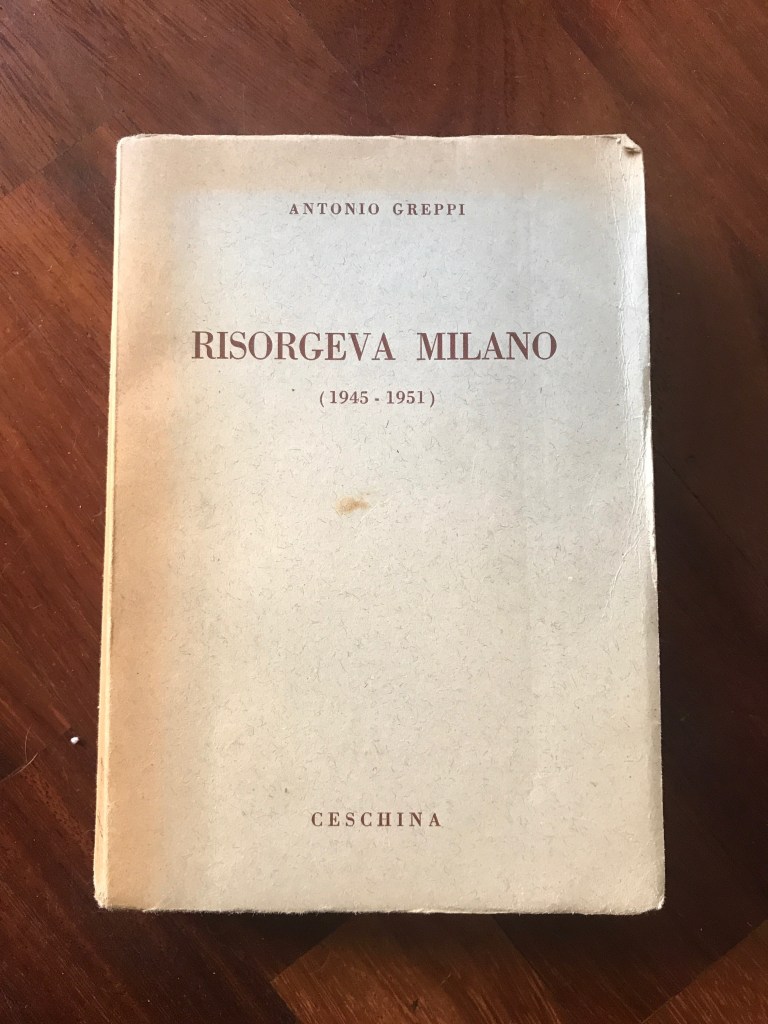 ANTONIO GREPPI
RISORGEVA MILANO
(1945 - 1951)
CESCHINA